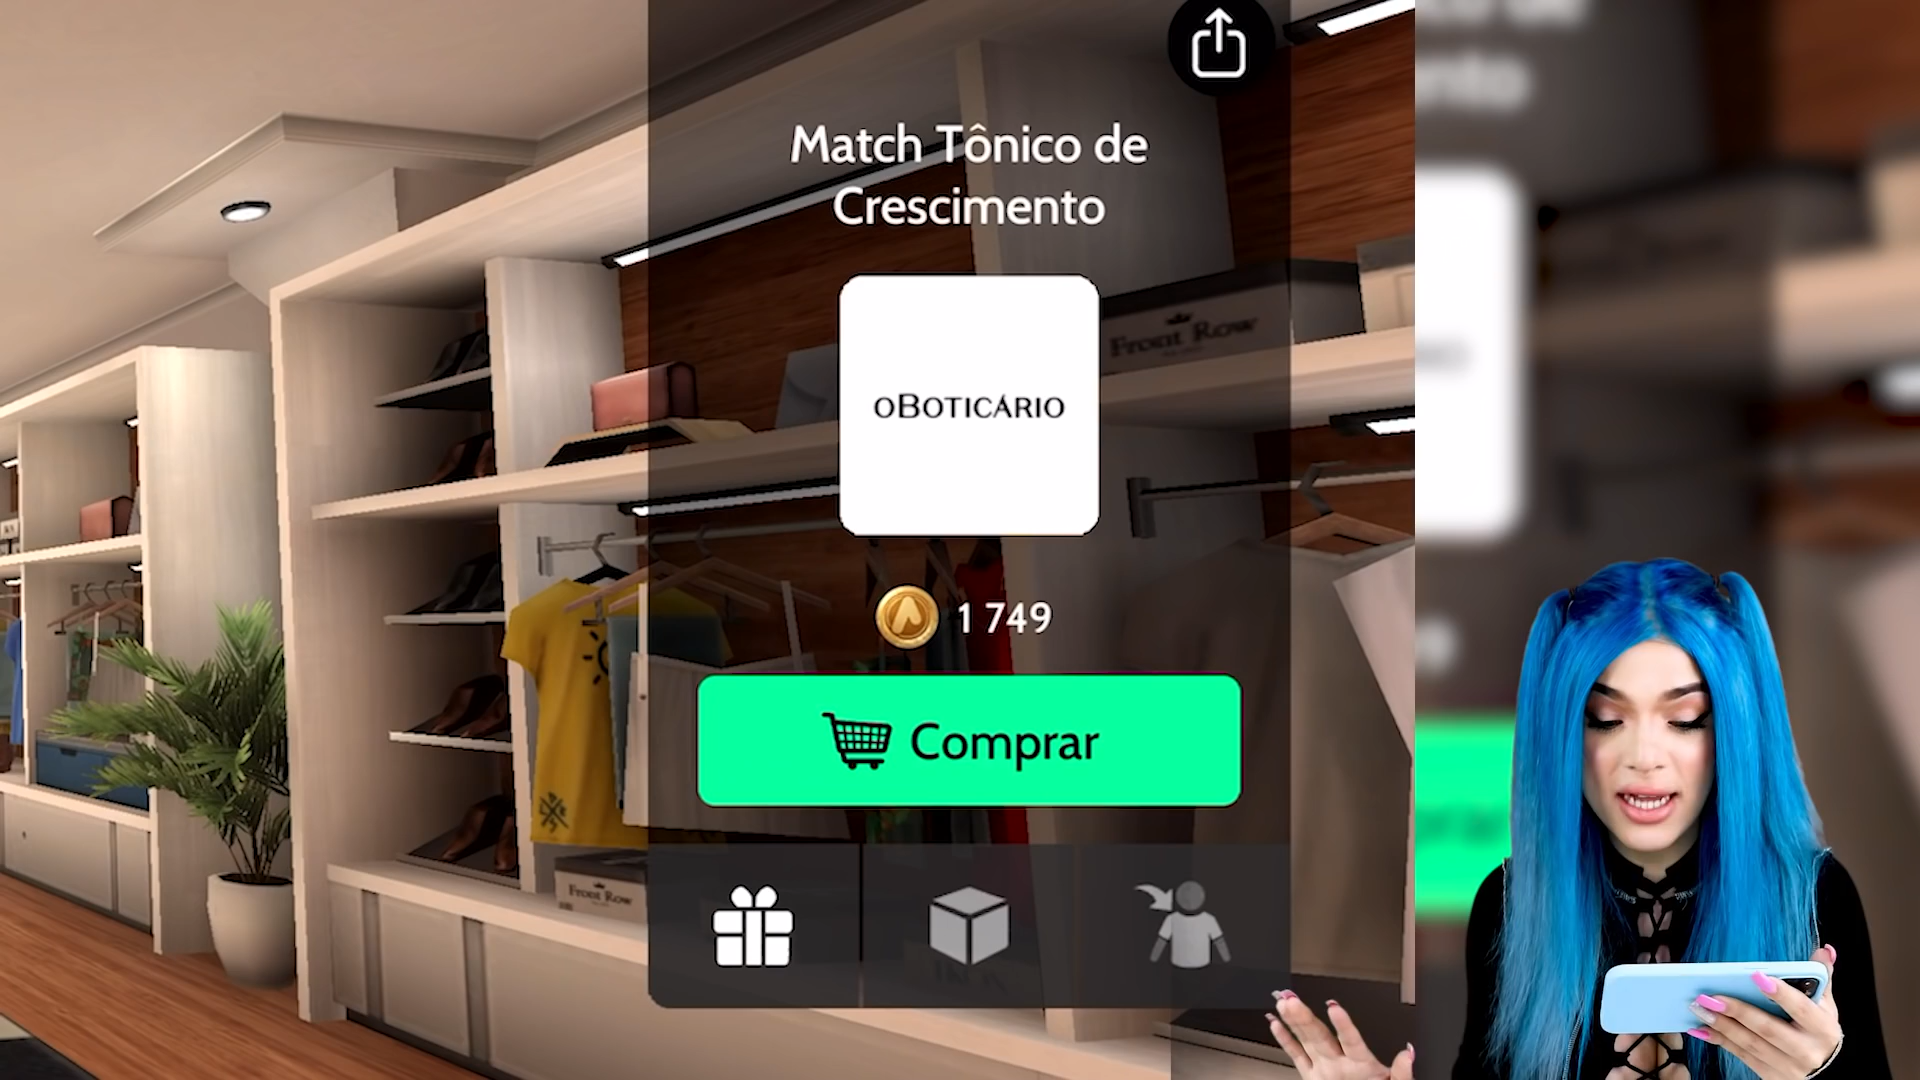 Match Tônico de
Crescimento
Front Row
oBOTICÁRIO
1 749
Comprar
Front Row